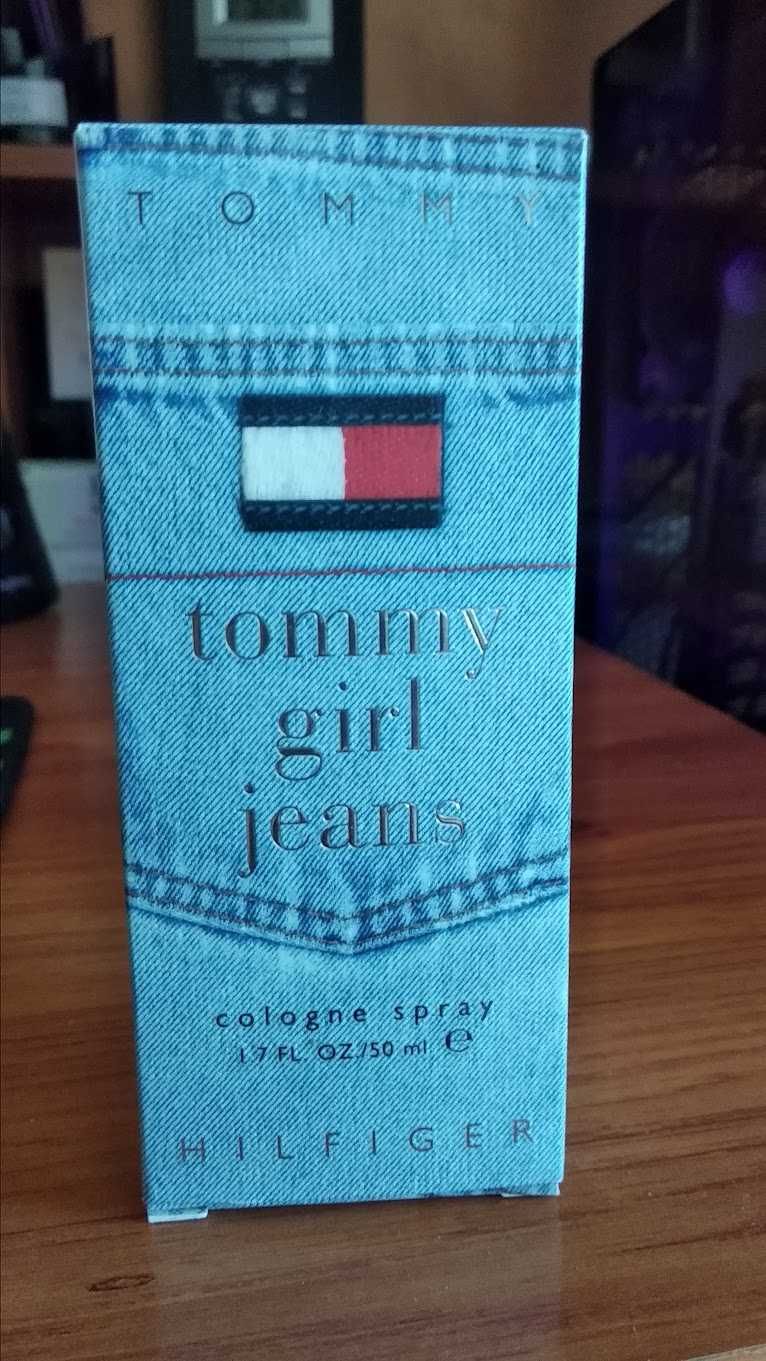 TOMMY
tommy
girl
jeans
cologne spray
1.7 FL. OZ./50 ml ℮
HILFIGER